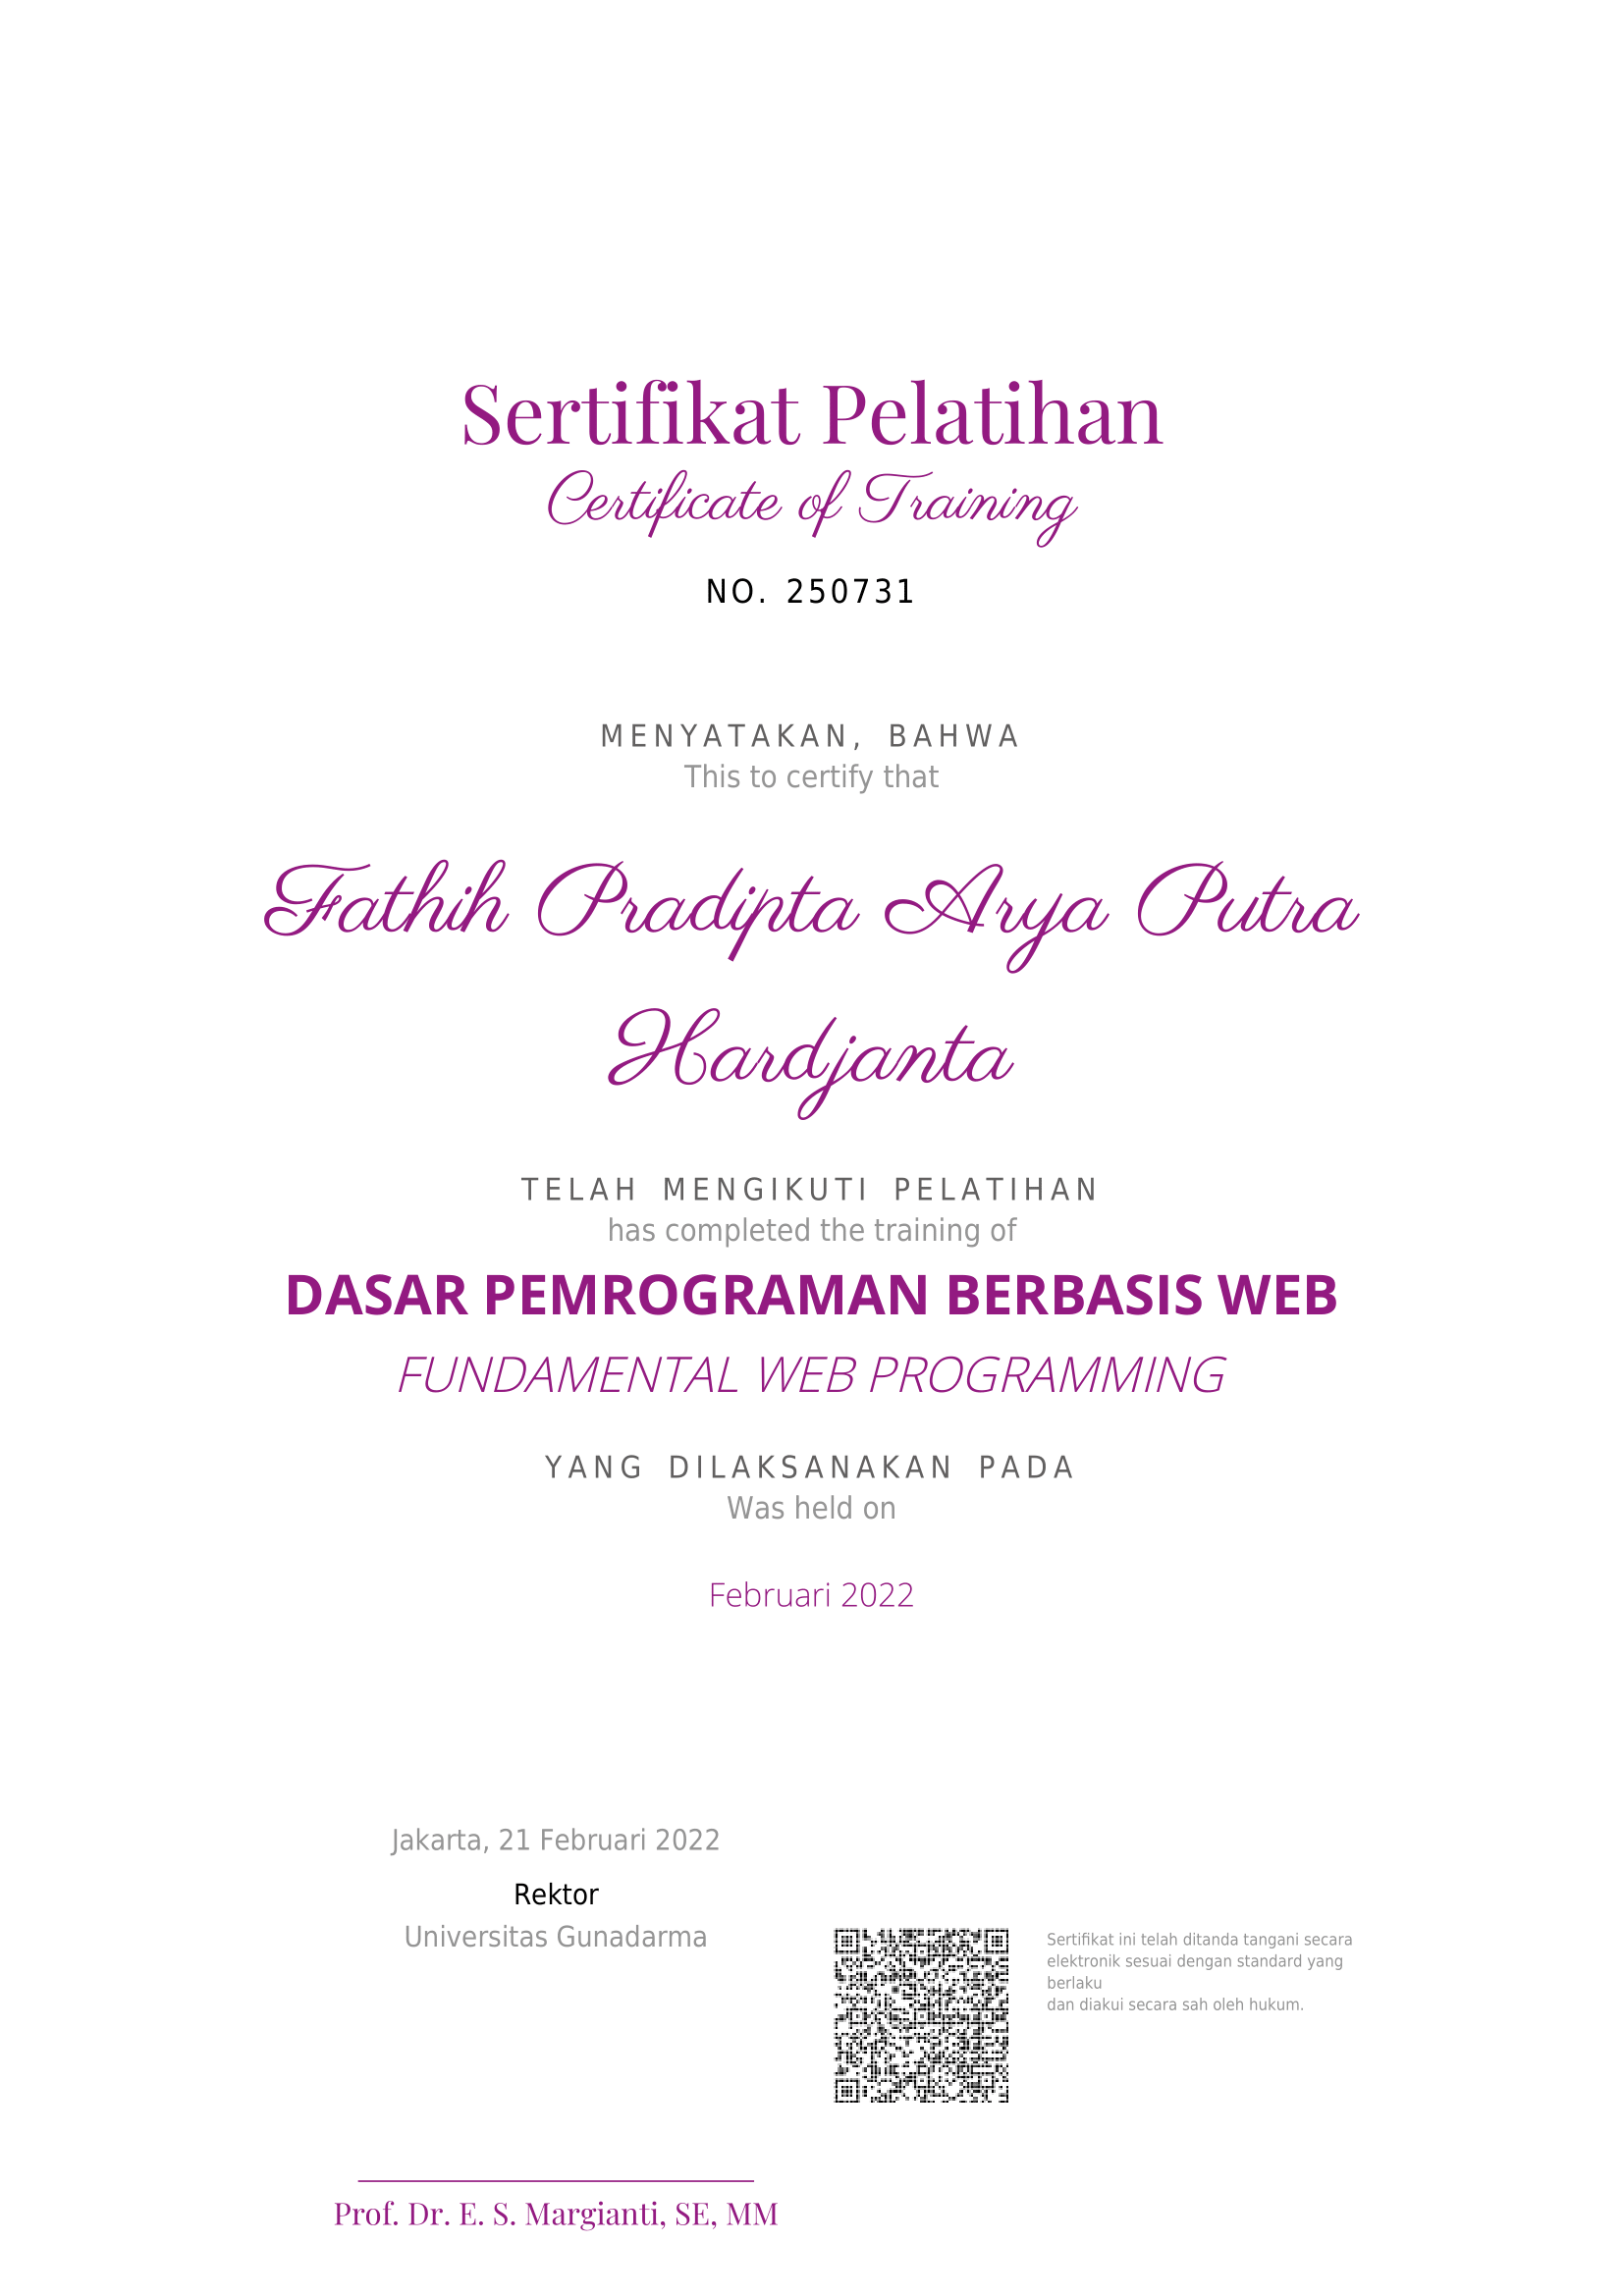 Sertifikat Pelatihan
Certificate of Training
NO. 250731
MENYATAKAN, BAHWA
This to certify that
Fathih Pradipta Arya Putra
Hardjanta
TELAH MENGIKUTI PELATIHAN
has completed the training of
DASAR PEMROGRAMAN BERBASIS WEB
FUNDAMENTAL WEB PROGRAMMING
YANG DILAKSANAKAN PADA
Was held on
Februari 2022
Jakarta, 21 Februari 2022
Rektor
Universitas Gunadarma
Sertifikat ini telah ditanda tangani secara
elektronik sesuai dengan standard yang
berlaku
dan diakui secara sah oleh hukum.
Prof. Dr. E. S. Margianti, SE, MM